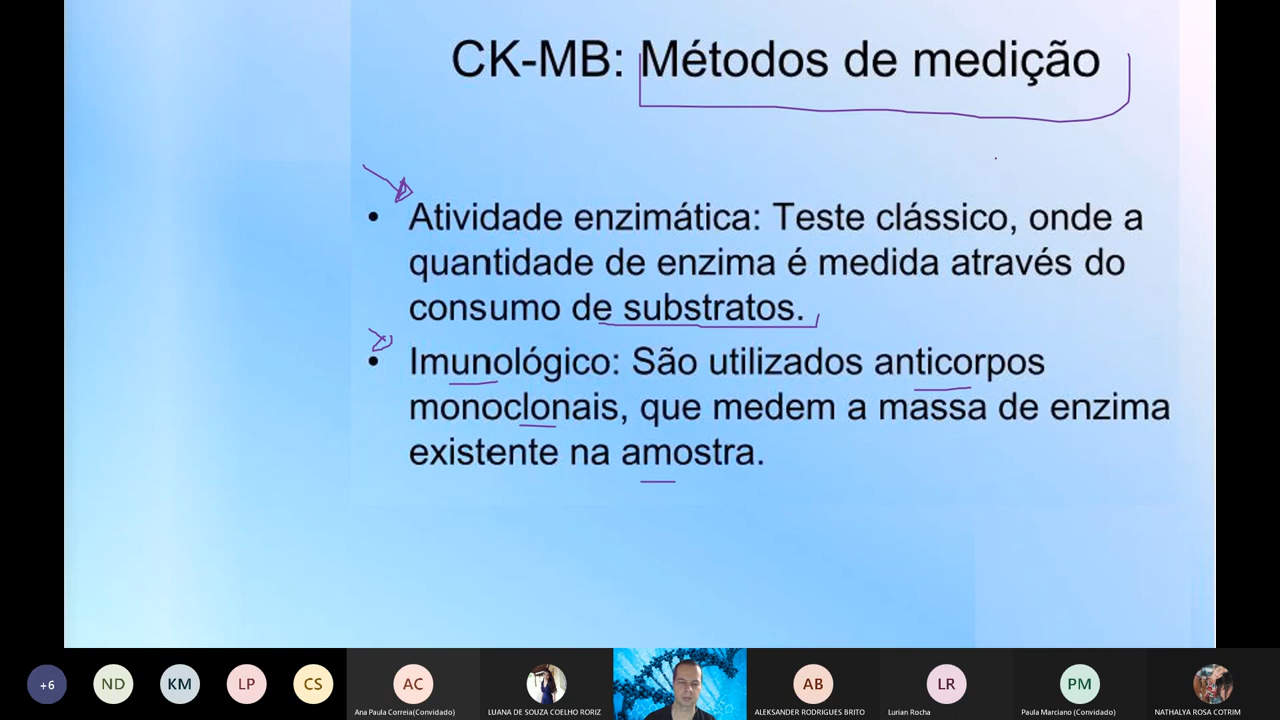 CK-MB: Métodos de medição
• Atividade enzimática: Teste clássico, onde a
quantidade de enzima é medida através do
consumo de substratos.
• Imunológico: São utilizados anticorpos
monoclonais, que medem a massa de enzima
existente na amostra.
+6
ND
KM
LP
CS
AC
AB
LR
PM
Ana Paula Correia(Convidado)
LUANA DE SOUZA COELHO RORIZ
ALEKSANDER RODRIGUES BRITO
Lurian Rocha
Paula Marciano (Convidado)
NATHALYA ROSA COTRIM